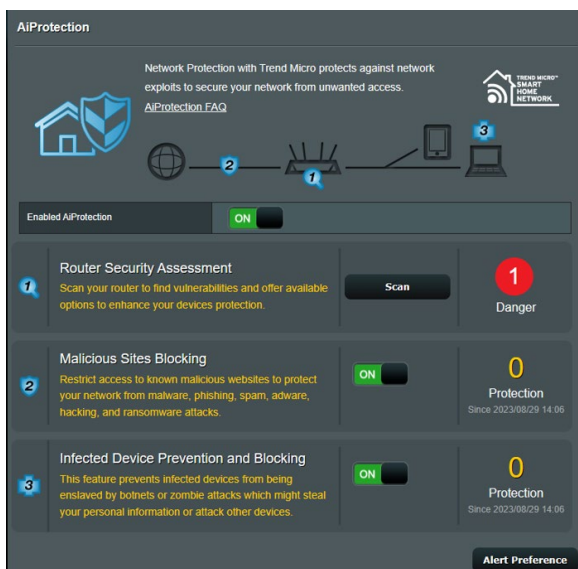 AiProtection
Network Protection with Trend Micro protects against network
exploits to secure your network from unwanted access.
AiProtection FAQ
TREND MICRO™
SMART
HOME
NETWORK
2
1
3
Enabled AiProtection
ON
1
Router Security Assessment
Scan your router to find vulnerabilities and offer available
options to enhance your devices protection.
Scan
1
Danger
2
Malicious Sites Blocking
Restrict access to known malicious websites to protect
your network from malware, phishing, spam, adware,
hacking, and ransomware attacks.
ON
0
Protection
Since 2023/08/29 14:06
3
Infected Device Prevention and Blocking
This feature prevents infected devices from being
enslaved by botnets or zombie attacks which might steal
your personal information or attack other devices.
ON
0
Protection
Since 2023/08/29 14:06
Alert Preference